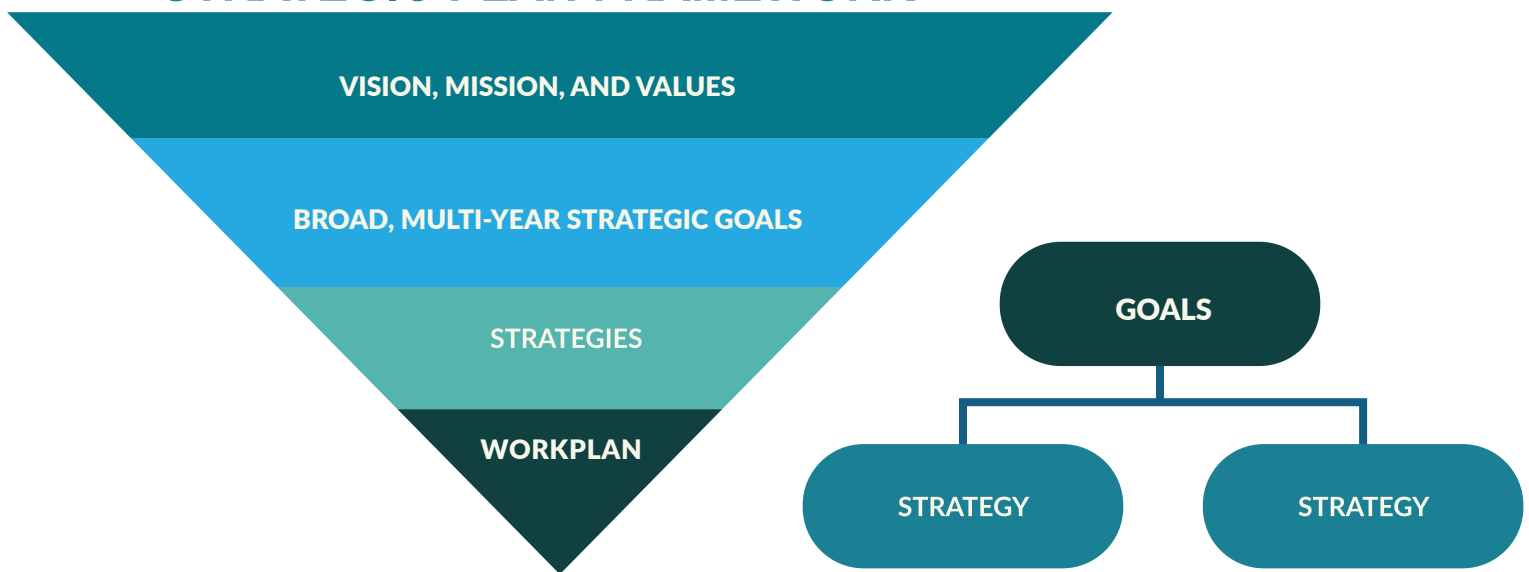 VISION, MISSION, AND VALUES
BROAD, MULTI-YEAR STRATEGIC GOALS
STRATEGIES
WORKPLAN
GOALS
STRATEGY
STRATEGY